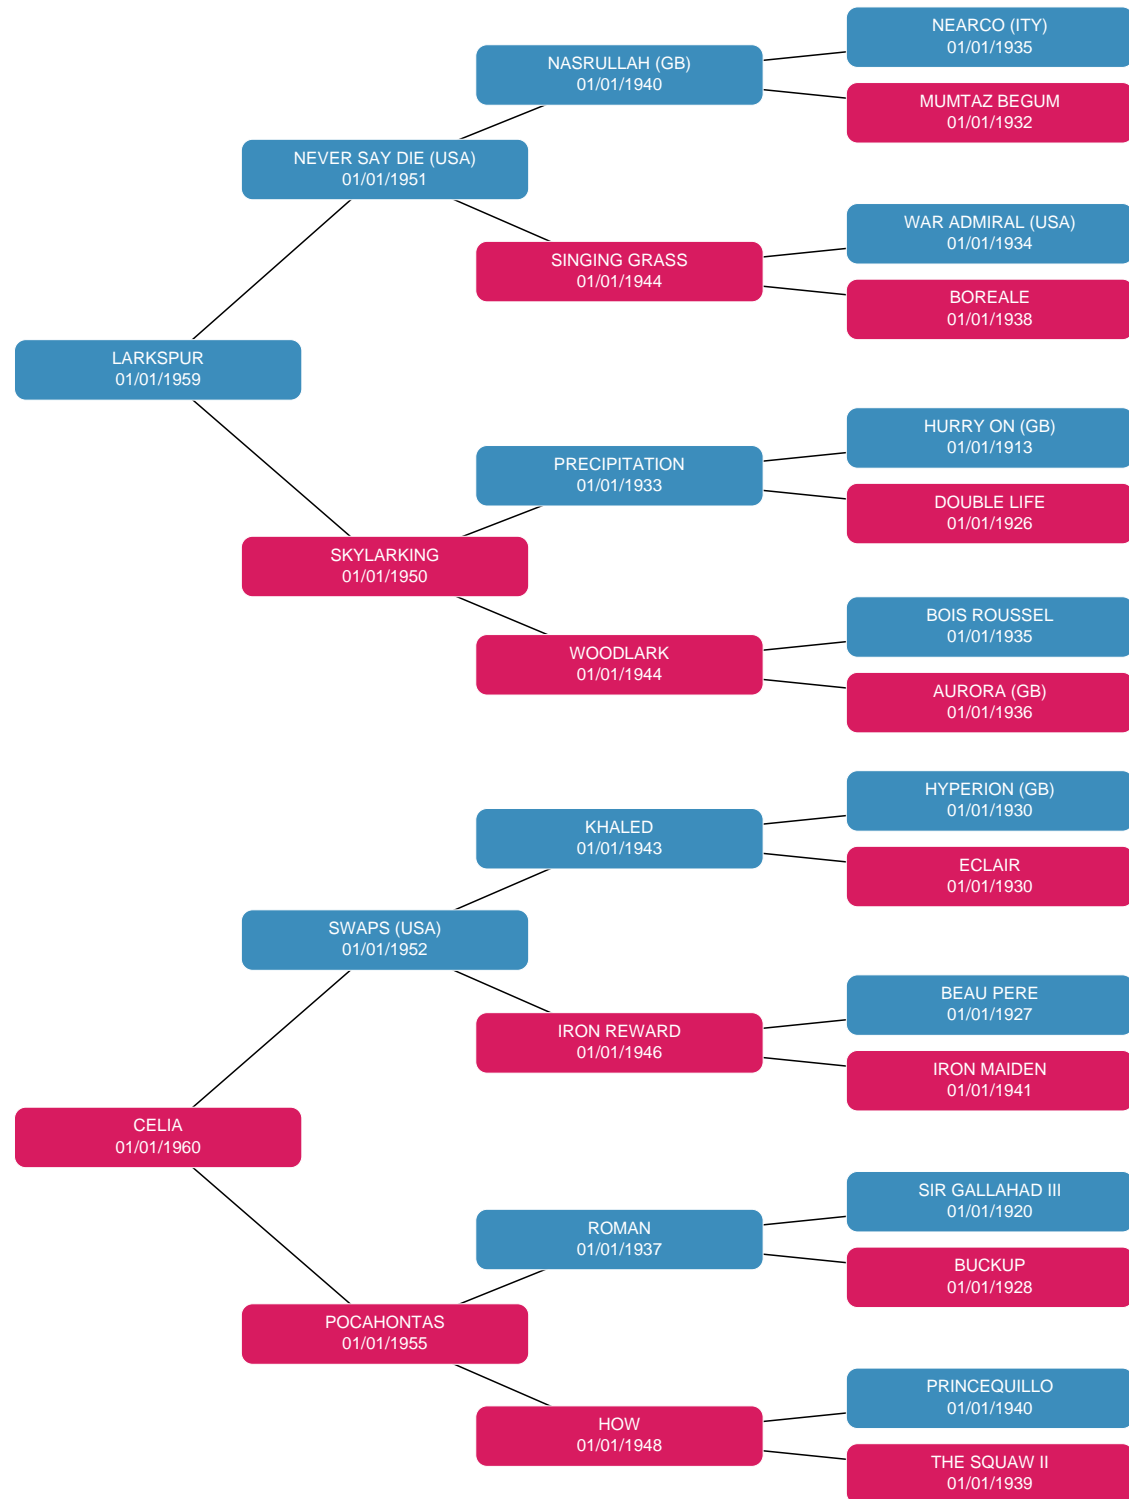 NEARCO (ITY)
01/01/1935
NASRULLAH (GB)
01/01/1940
MUMTAZ BEGUM
01/01/1932
NEVER SAY DIE (USA)
01/01/1951
WAR ADMIRAL (USA)
01/01/1934
SINGING GRASS
01/01/1944
BOREALE
01/01/1938
LARKSPUR
01/01/1959
HURRY ON (GB)
01/01/1913
PRECIPITATION
01/01/1933
DOUBLE LIFE
01/01/1926
SKYLARKING
01/01/1950
BOIS ROUSSEL
01/01/1935
WOODLARK
01/01/1944
AURORA (GB)
01/01/1936
HYPERION (GB)
01/01/1930
KHALED
01/01/1943
ECLAIR
01/01/1930
SWAPS (USA)
01/01/1952
BEAU PERE
01/01/1927
IRON REWARD
01/01/1946
IRON MAIDEN
01/01/1941
CELIA
01/01/1960
SIR GALLAHAD III
01/01/1920
ROMAN
01/01/1937
BUCKUP
01/01/1928
POCAHONTAS
01/01/1955
PRINCEQUILLO
01/01/1940
HOW
01/01/1948
THE SQUAW II
01/01/1939